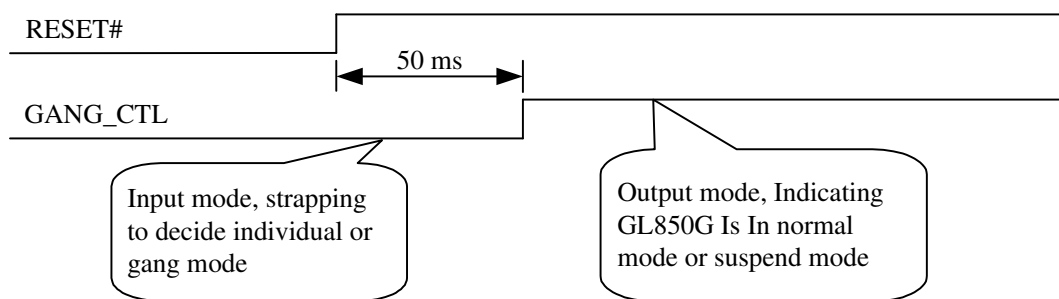 RESET#
50 ms
GANG_CTL
Input mode, strapping
to decide individual or
gang mode
Output mode, Indicating
GL850G Is In normal
mode or suspend mode